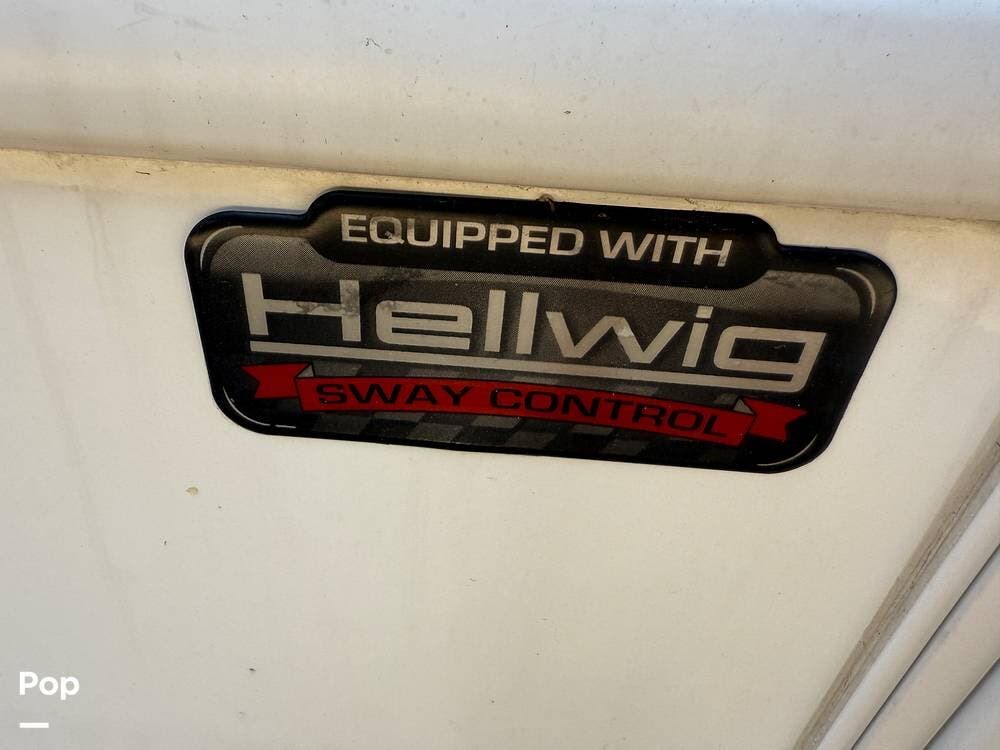 EQUIPPED WITH
Hellwig
SWAY CONTROL
Pop